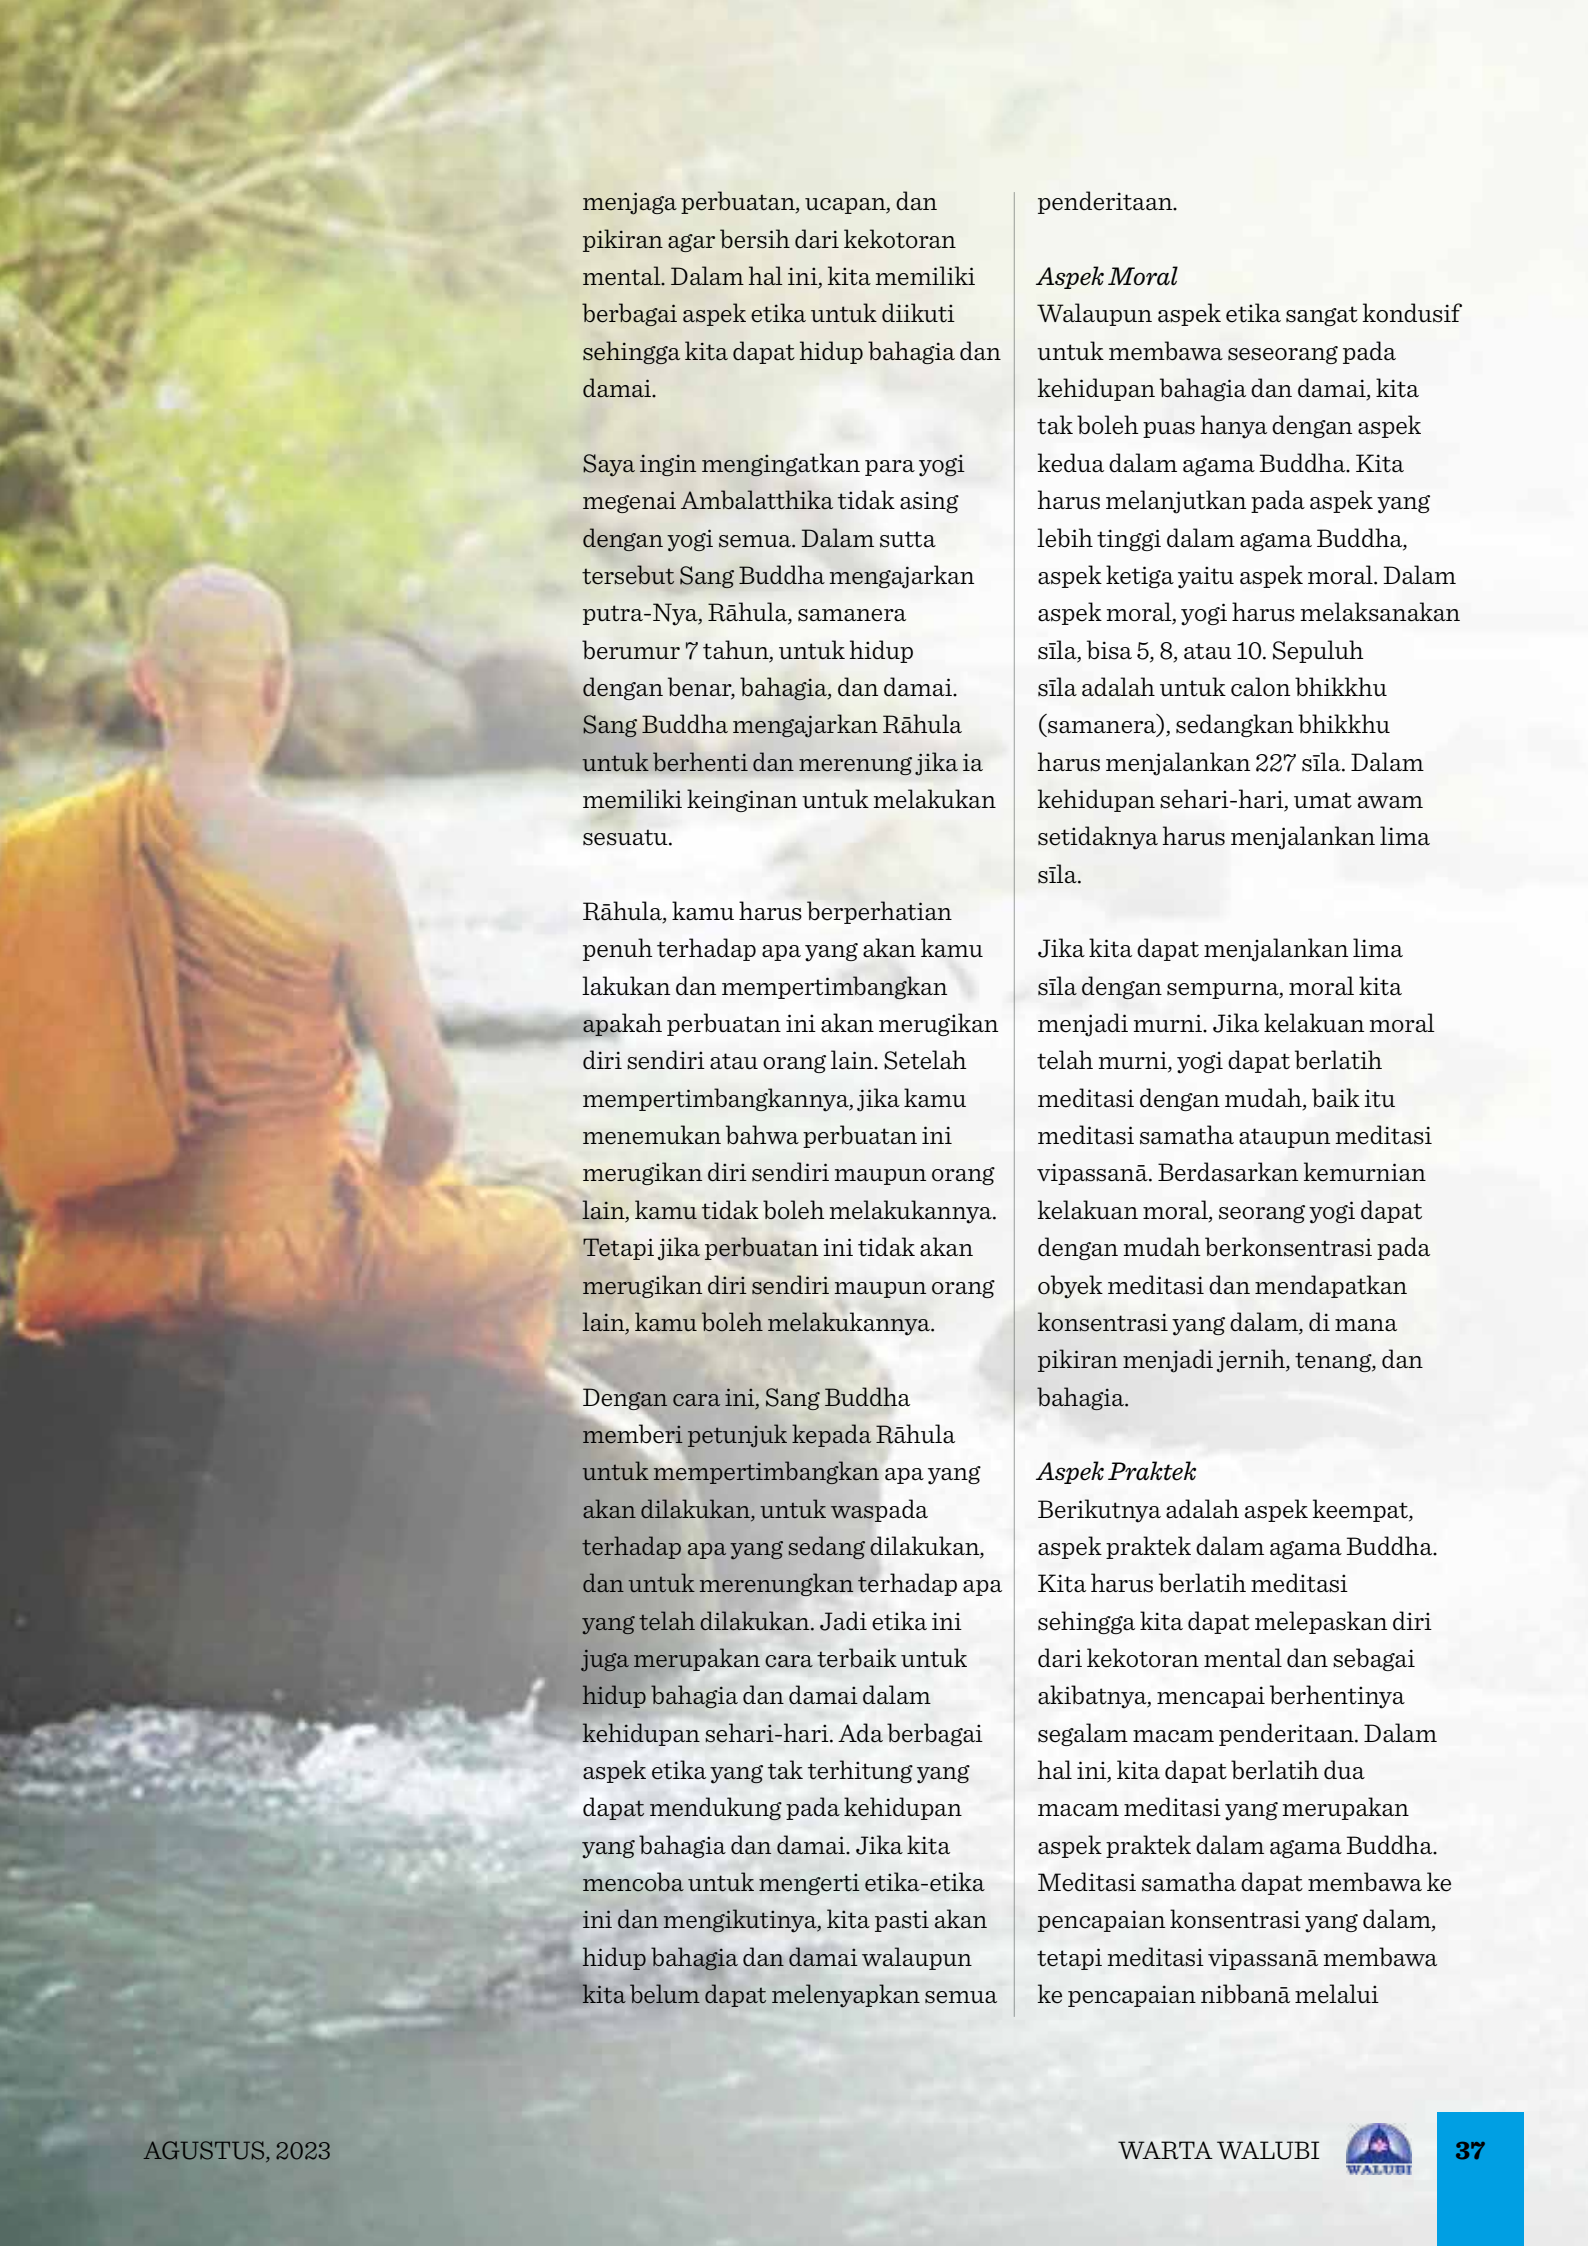 menjaga perbuatan, ucapan, dan
pikiran agar bersih dari kekotoran
mental. Dalam hal ini, kita memiliki
berbagai aspek etika untuk diikuti
sehingga kita dapat hidup bahagia dan
damai.
Saya ingin mengingatkan para yogi
megenai Ambalatthika tidak asing
dengan yogi semua. Dalam sutta
tersebut Sang Buddha mengajarkan
putra-Nya, Rāhula, samanera
berumur 7 tahun, untuk hidup
dengan benar, bahagia, dan damai.
Sang Buddha mengajarkan Rāhula
untuk berhenti dan merenung jika ia
memiliki keinginan untuk melakukan
sesuatu.
Rāhula, kamu harus berperhatian
penuh terhadap apa yang akan kamu
lakukan dan mempertimbangkan
apakah perbuatan ini akan merugikan
diri sendiri atau orang lain. Setelah
mempertimbangkannya, jika kamu
menemukan bahwa perbuatan ini
merugikan diri sendiri maupun orang
lain, kamu tidak boleh melakukannya.
Tetapi jika perbuatan ini tidak akan
merugikan diri sendiri maupun orang
lain, kamu boleh melakukannya.
Dengan cara ini, Sang Buddha
memberi petunjuk kepada Rāhula
untuk mempertimbangkan apa yang
akan dilakukan, untuk waspada
terhadap apa yang sedang dilakukan,
dan untuk merenungkan terhadap apa
yang telah dilakukan. Jadi etika ini
juga merupakan cara terbaik untuk
hidup bahagia dan damai dalam
kehidupan sehari-hari. Ada berbagai
aspek etika yang tak terhitung yang
dapat mendukung pada kehidupan
yang bahagia dan damai. Jika kita
mencoba untuk mengerti etika-etika
ini dan mengikutinya, kita pasti akan
hidup bahagia dan damai walaupun
kita belum dapat melenyapkan semua
penderitaan.
Aspek Moral
Walaupun aspek etika sangat kondusif
untuk membawa seseorang pada
kehidupan bahagia dan damai, kita
tak boleh puas hanya dengan aspek
kedua dalam agama Buddha. Kita
harus melanjutkan pada aspek yang
lebih tinggi dalam agama Buddha,
aspek ketiga yaitu aspek moral. Dalam
aspek moral, yogi harus melaksanakan
sīla, bisa 5, 8, atau 10. Sepuluh
sīla adalah untuk calon bhikkhu
(samanera), sedangkan bhikkhu
harus menjalankan 227 sīla. Dalam
kehidupan sehari-hari, umat awam
setidaknya harus menjalankan lima
sīla.
Jika kita dapat menjalankan lima
sīla dengan sempurna, moral kita
menjadi murni. Jika kelakuan moral
telah murni, yogi dapat berlatih
meditasi dengan mudah, baik itu
meditasi samatha ataupun meditasi
vipassanā. Berdasarkan kemurnian
kelakuan moral, seorang yogi dapat
dengan mudah berkonsentrasi pada
obyek meditasi dan mendapatkan
konsentrasi yang dalam, di mana
pikiran menjadi jernih, tenang, dan
bahagia.
Aspek Praktek
Berikutnya adalah aspek keempat,
aspek praktek dalam agama Buddha.
Kita harus berlatih meditasi
sehingga kita dapat melepaskan diri
dari kekotoran mental dan sebagai
akibatnya, mencapai berhentinya
segalam macam penderitaan. Dalam
hal ini, kita dapat berlatih dua
macam meditasi yang merupakan
aspek praktek dalam agama Buddha.
Meditasi samatha dapat membawa ke
pencapaian konsentrasi yang dalam,
tetapi meditasi vipassanā membawa
ke pencapaian nibbanā melalui
AGUSTUS, 2023
WARTA WALUBI
WALUBI
37